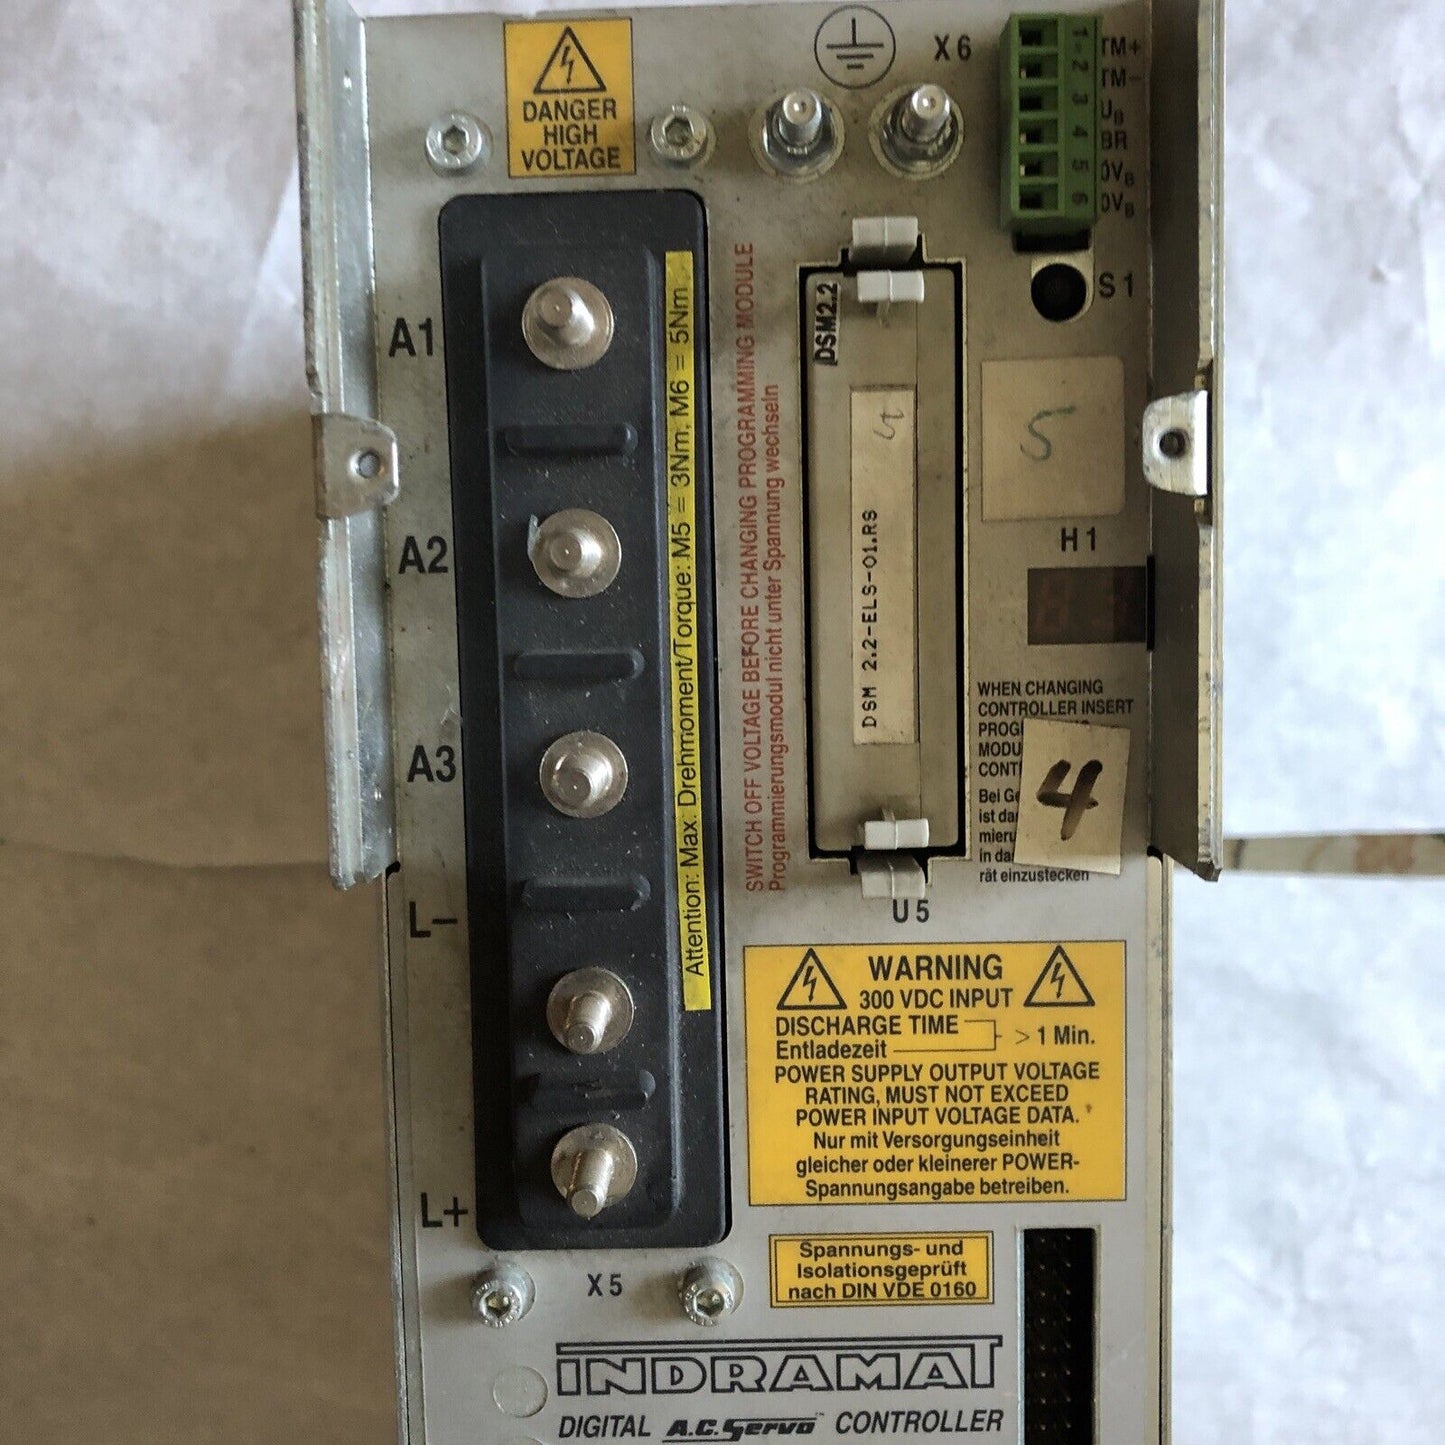 DANGER
HIGH
VOLTAGE
X6
1
2
3
4
5
6
TM+
TM-
UB
BR
0VB
0VB
S1
A1
A2
A3
L-
L+
Attention: Max. Drehmoment/Torque: M5 = 3Nm, M6 = 5Nm
SWITCH OFF VOLTAGE BEFORE CHANGING PROGRAMMING MODULE
Programmierungsmodul nicht unter Spannung wechseln
DSM2.2
DSM 2.2-ELS-01.RS
5
H1
WHEN CHANGING
CONTROLLER INSERT
4
rät einzustecken
U5
WARNING
300 VDC INPUT
DISCHARGE TIME
Entladezeit
> 1 Min.
POWER SUPPLY OUTPUT VOLTAGE
RATING, MUST NOT EXCEED
POWER INPUT VOLTAGE DATA.
Nur mit Versorgungseinheit
gleicher oder kleinerer POWER-
Spannungsangabe betreiben.
Spannungs- und
Isolationsgeprüft
nach DIN VDE 0160
X5
INDRAMAT
DIGITAL A.C. Servo™ CONTROLLER